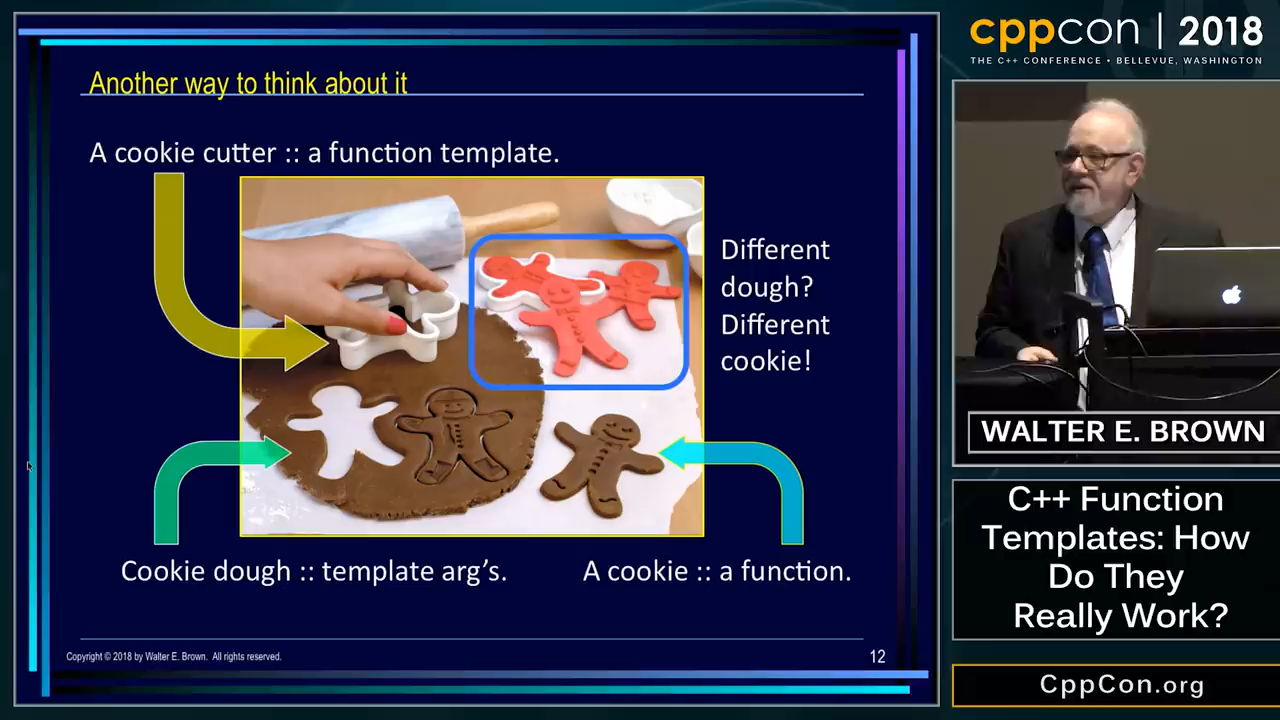 Another way to think about it
A cookie cutter :: a function template.
Different
dough?
Different
cookie!
Cookie dough :: template arg's.
A cookie :: a function.
Copyright © 2018 by Walter E. Brown. All rights reserved.
12
cppcon | 2018
THE C++ CONFERENCE • BELLEVUE, WASHINGTON
WALTER E. BROWN
C++ Function
Templates: How
Do They
Really Work?
CppCon.org